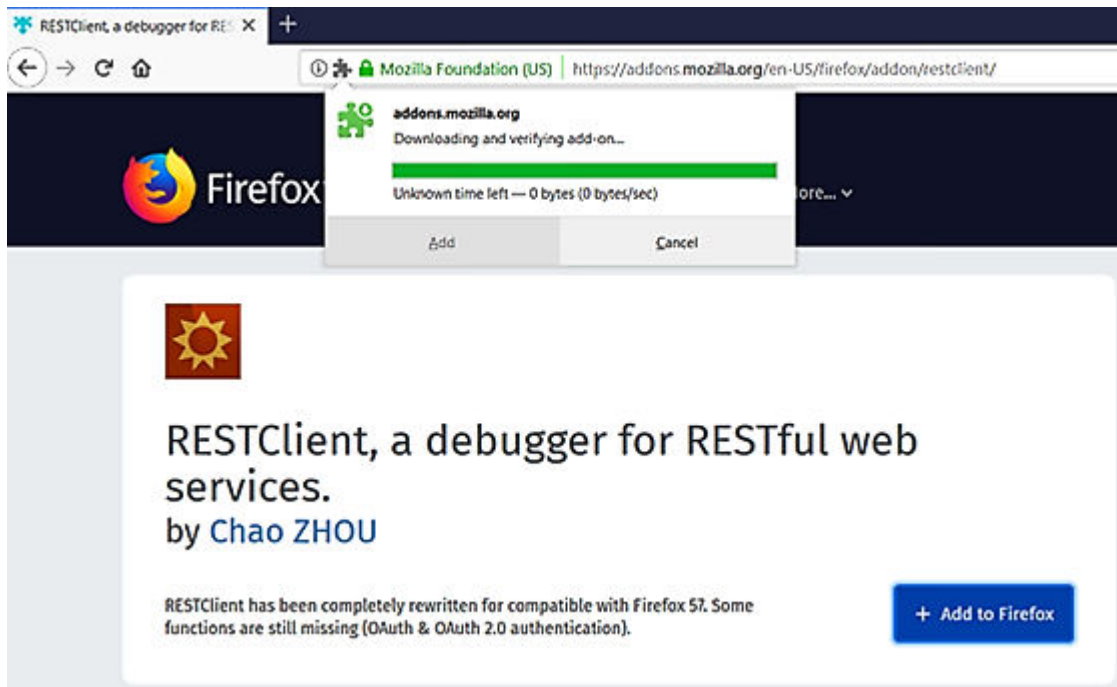 RESTClient, a debugger for RES
Mozilla Foundation (US) https://addons.mozilla.org/en-US/firefox/addon/restclient/
addons.mozilla.org
Downloading and verifying add-on...
Unknown time left — 0 bytes (0 bytes/sec)
Add Cancel
Firefox
ore...
RESTClient, a debugger for RESTful web
services.
by Chao ZHOU
RESTClient has been completely rewritten for compatible with Firefox 57. Some
functions are still missing (OAuth & OAuth 2.0 authentication).
+ Add to Firefox